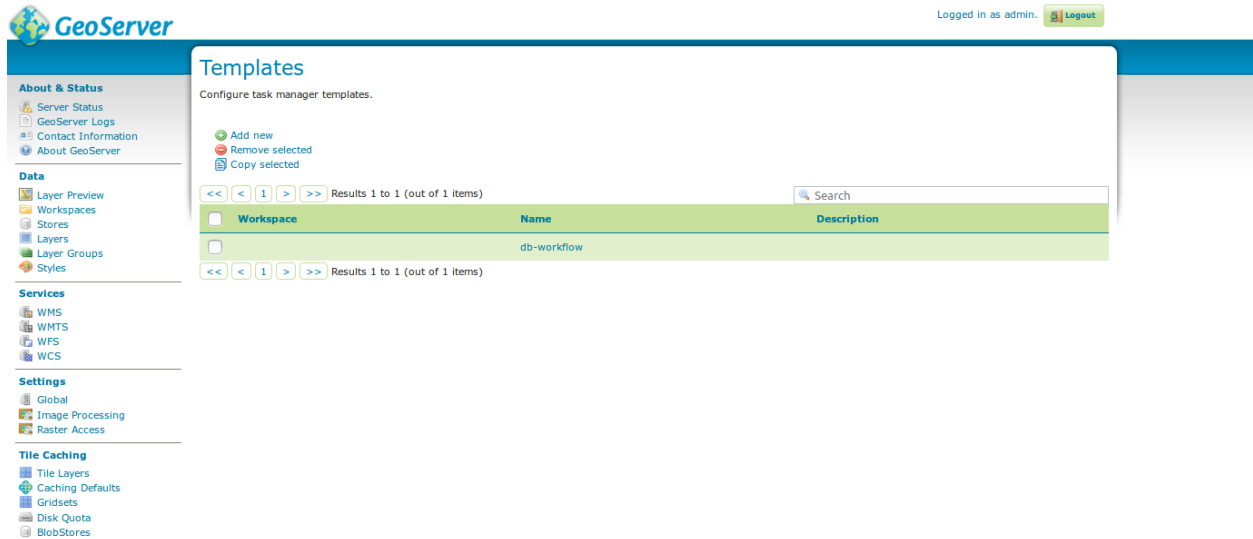 GeoServer
Logged in as admin. Logout
About & Status
Server Status
GeoServer Logs
Contact Information
About GeoServer
Data
Layer Preview
Workspaces
Stores
Layers
Layer Groups
Styles
Services
WMS
WMTS
WFS
WCS
Settings
Global
Image Processing
Raster Access
Tile Caching
Tile Layers
Caching Defaults
Gridsets
Disk Quota
BlobStores
Templates
Configure task manager templates.
Add new
Remove selected
Copy selected
<< < 1 > >> Results 1 to 1 (out of 1 items) Search
Workspace Name Description
db-workflow
<< < 1 > >> Results 1 to 1 (out of 1 items)